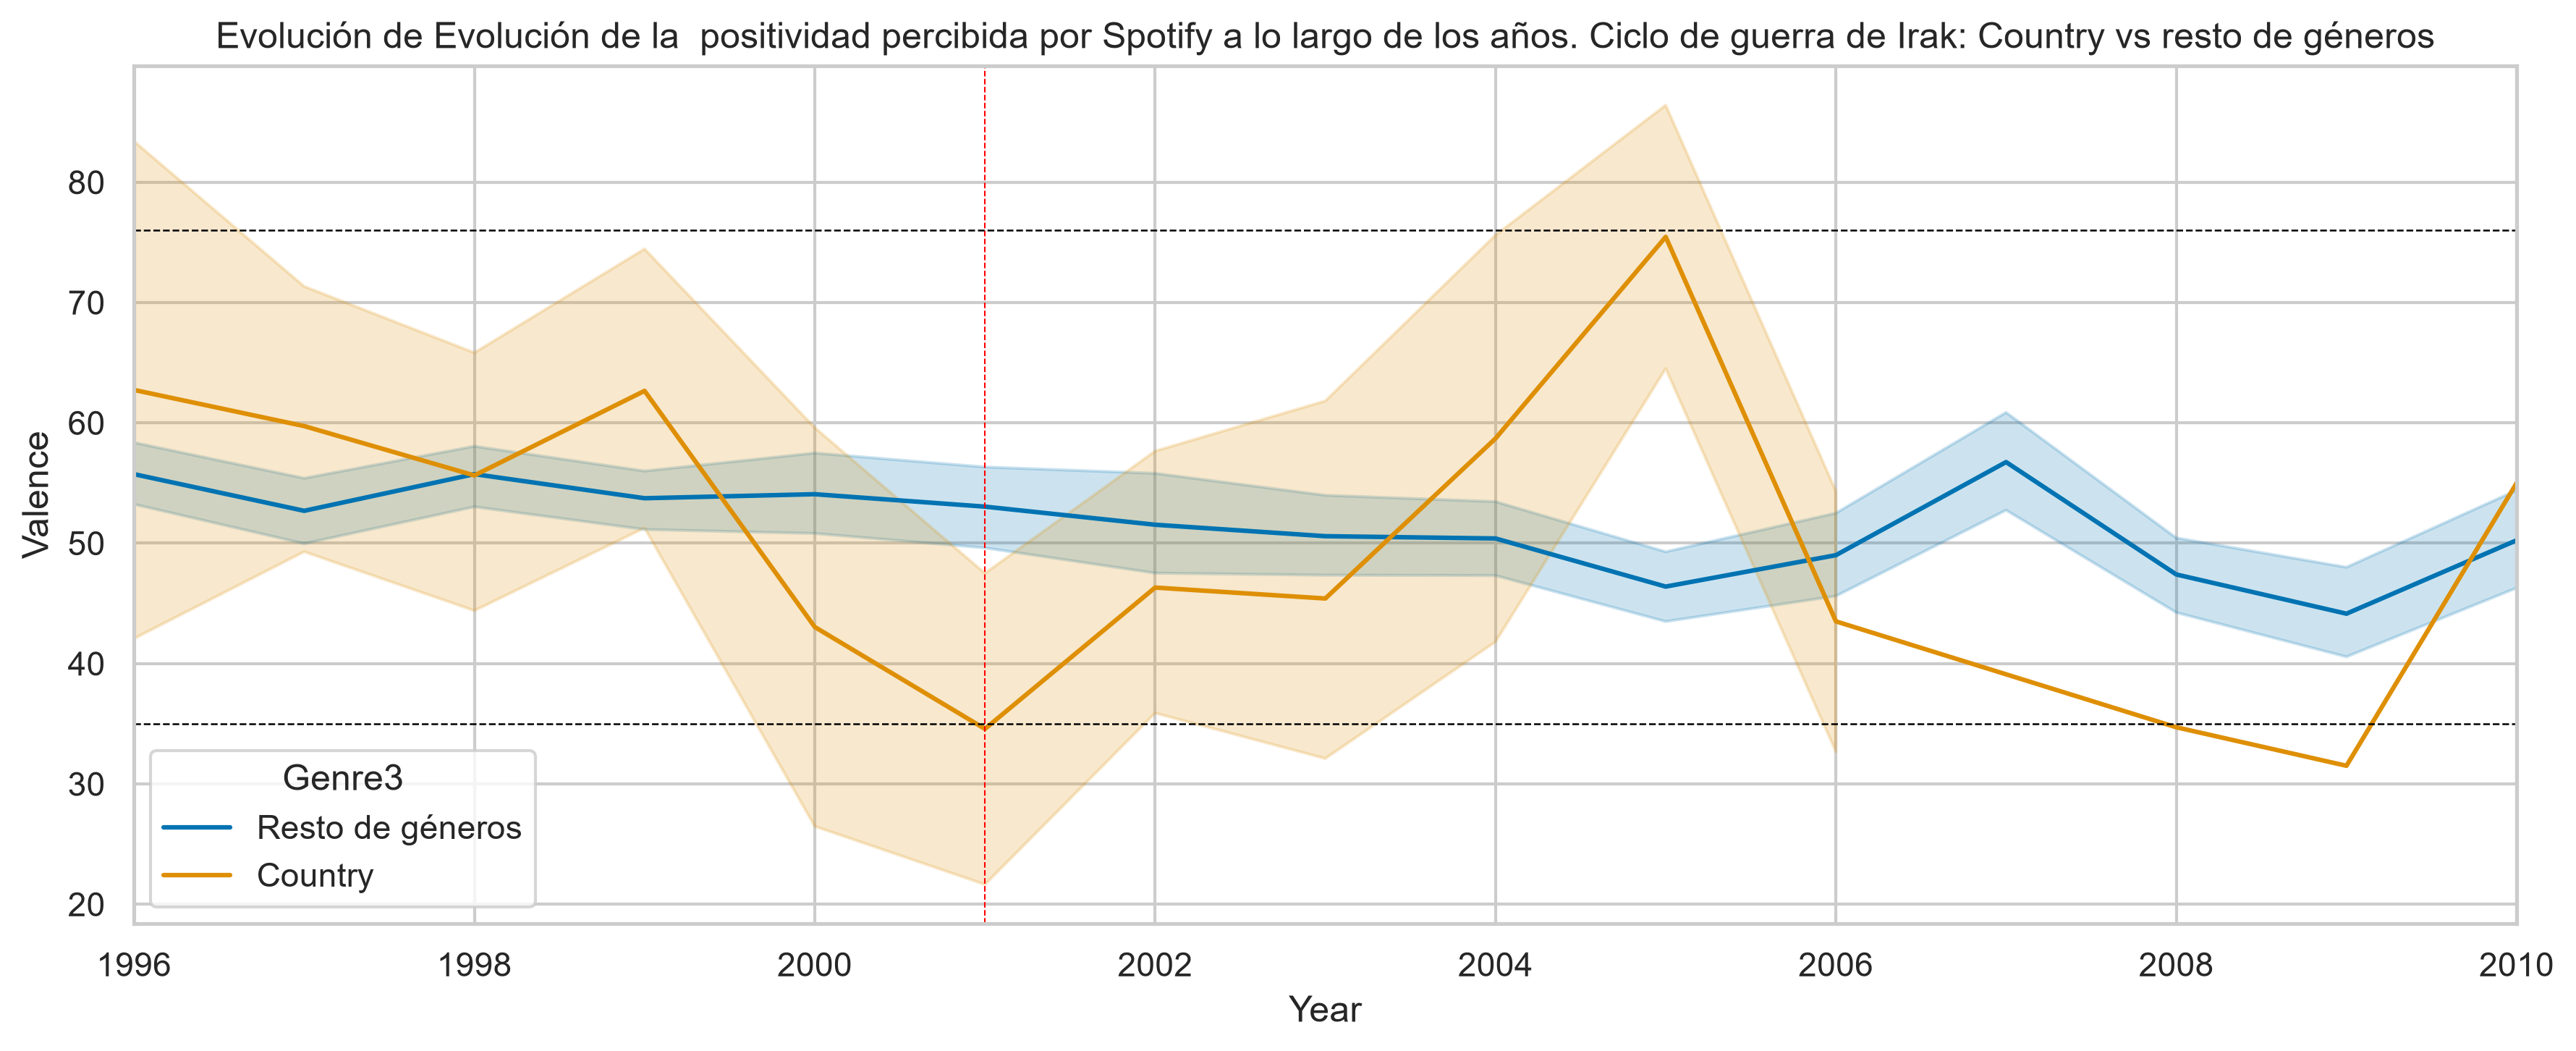 Evolución de Evolución de la  positividad percibida por Spotify a lo largo de los años. Ciclo de guerra de Irak: Country vs resto de géneros
Valence
80
70
60
50
40
30
20
Genre3
Resto de géneros
Country
1996
1998
2000
2002
2004
2006
2008
2010
Year